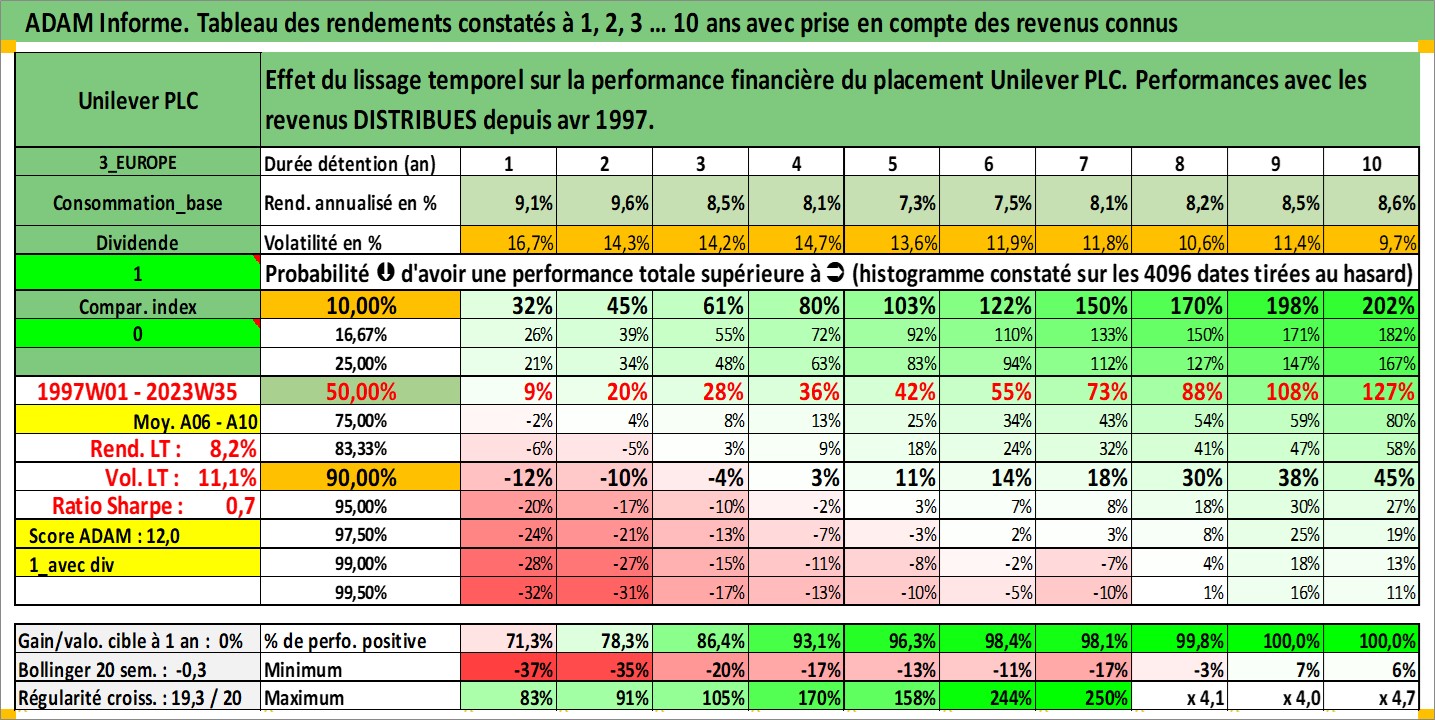 ADAM Informe. Tableau des rendements constatés à 1, 2, 3 ... 10 ans avec prise en compte des revenus connus
Unilever PLC
Effet du lissage temporel sur la performance financière du placement Unilever PLC. Performances avec les
revenus DISTRIBUES depuis avr 1997.
3_EUROPE Durée détention (an) 1 2 3 4 5 6 7 8 9 10
Consommation_base Rend. annualisé en % 9,1% 9,6% 8,5% 8,1% 7,3% 7,5% 8,1% 8,2% 8,5% 8,6%
Dividende Volatilité en % 16,7% 14,3% 14,2% 14,7% 13,6% 11,9% 11,8% 10,6% 11,4% 9,7%
1 Probabilité ⬇ d'avoir une performance totale supérieure à ➲ (histogramme constaté sur les 4096 dates tirées au hasard)
Compar. index 10,00% 32% 45% 61% 80% 103% 122% 150% 170% 198% 202%
0 16,67% 26% 39% 55% 72% 92% 110% 133% 150% 171% 182%
25,00% 21% 34% 48% 63% 83% 94% 112% 127% 147% 167%
1997W01 - 2023W35 50,00% 9% 20% 28% 36% 42% 55% 73% 88% 108% 127%
Moy. A06 - A10 75,00% -2% 4% 8% 13% 25% 34% 43% 54% 59% 80%
Rend. LT : 8,2% 83,33% -6% -5% 3% 9% 18% 24% 32% 41% 47% 58%
Vol. LT : 11,1% 90,00% -12% -10% -4% 3% 11% 14% 18% 30% 38% 45%
Ratio Sharpe : 0,7 95,00% -20% -17% -10% -2% 3% 7% 8% 18% 30% 27%
Score ADAM : 12,0 97,50% -24% -21% -13% -7% -3% 2% 3% 8% 25% 19%
1_avec div 99,00% -28% -27% -15% -11% -8% -2% -7% 4% 18% 13%
99,50% -32% -31% -17% -13% -10% -5% -10% 1% 16% 11%
Gain/valo. cible à 1 an : 0% % de perfo. positive 71,3% 78,3% 86,4% 93,1% 96,3% 98,4% 98,1% 99,8% 100,0% 100,0%
Bollinger 20 sem. : -0,3 Minimum -37% -35% -20% -17% -13% -11% -17% -3% 7% 6%
Régularité croiss. : 19,3 / 20 Maximum 83% 91% 105% 170% 158% 244% 250% x 4,1 x 4,0 x 4,7